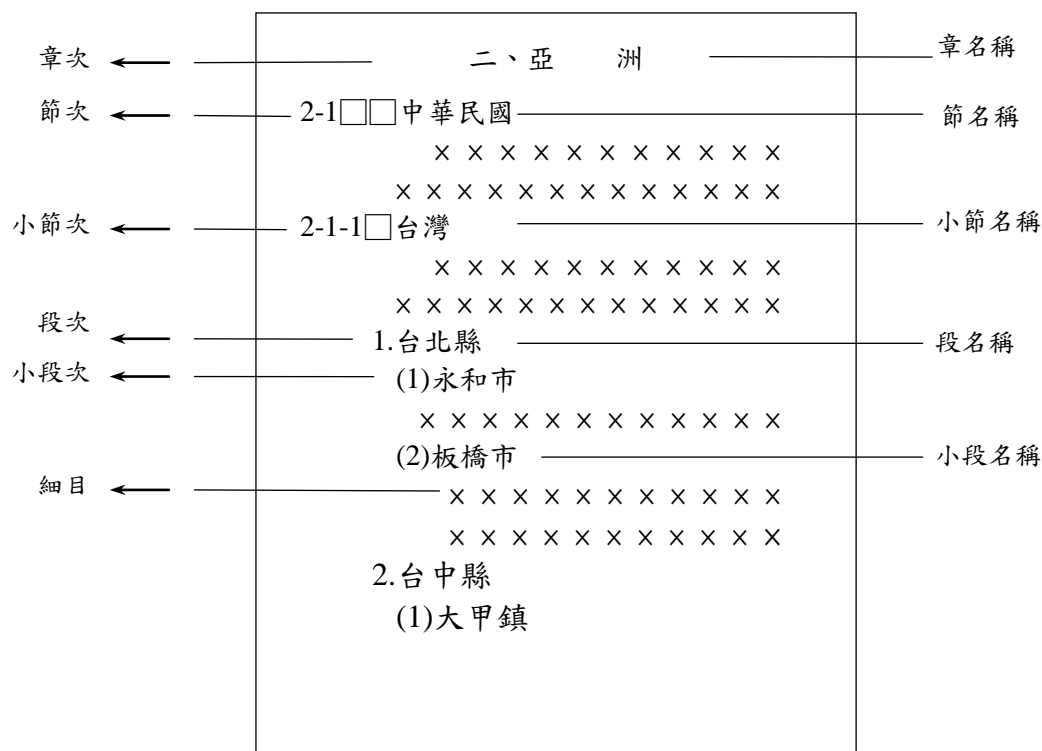 章次 二、亞 洲 章名稱
節次 2-1□□中華民國 節名稱
× × × × × × × × × × ×
× × × × × × × × × × × ×
小節次 2-1-1□台灣 小節名稱
× × × × × × × × × × ×
× × × × × × × × × × × ×
段次 1.台北縣 段名稱
小段次 (1)永和市
× × × × × × × × × × × ×
(2)板橋市 小段名稱
細目 × × × × × × × × × × ×
× × × × × × × × × × ×
2.台中縣
(1)大甲鎮